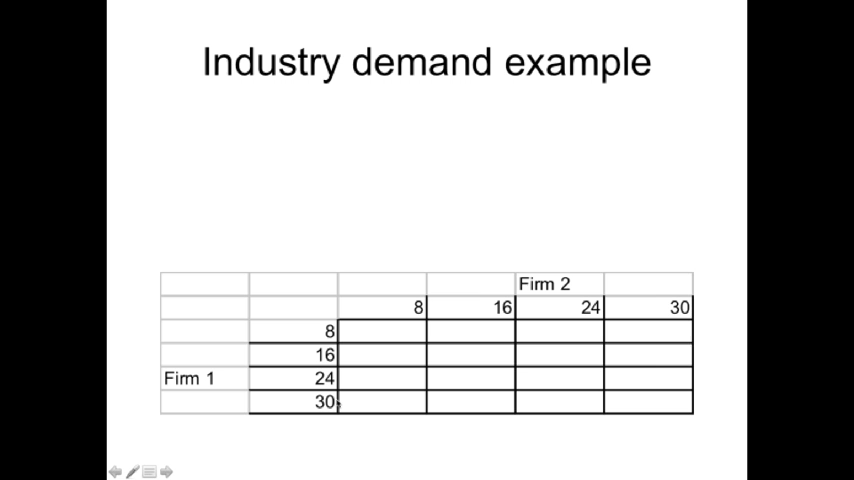 Industry demand example
Firm 2
8 16 24 30
8
16
Firm 1 24
30